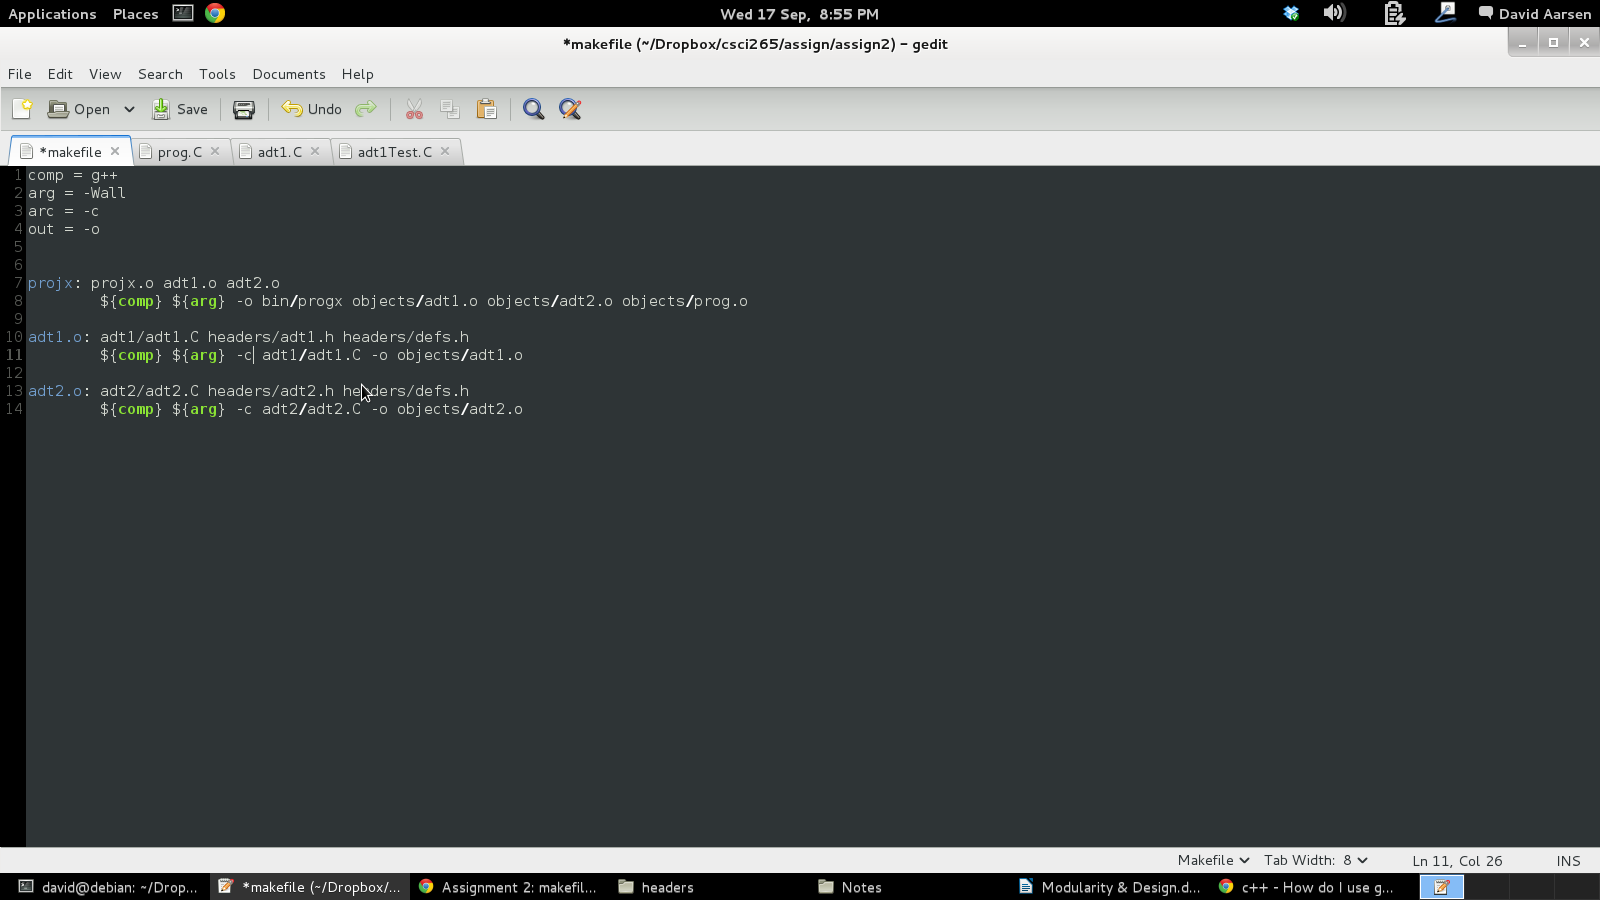 Applications Places Wed 17 Sep, 8:55 PM David Aarsen
*makefile (~/Dropbox/csci265/assign/assign2) – gedit
File Edit View Search Tools Documents Help
Open Save Undo
*makefile prog.C adt1.C adt1Test.C
1 comp = g++
2 arg = -Wall
3 arc = -c
4 out = -o
5
6
7 projx: projx.o adt1.o adt2.o
8 ${comp} ${arg} -o bin/progx objects/adt1.o objects/adt2.o objects/prog.o
9
10 adt1.o: adt1/adt1.C headers/adt1.h headers/defs.h
11 ${comp} ${arg} -c adt1/adt1.C -o objects/adt1.o
12
13 adt2.o: adt2/adt2.C headers/adt2.h headers/defs.h
14 ${comp} ${arg} -c adt2/adt2.C -o objects/adt2.o
Makefile Tab Width: 8 Ln 11, Col 26 INS
david@debian: ~/Drop... *makefile (~/Dropbox/... Assignment 2: makefil... headers Notes Modularity & Design.d... c++ - How do I use g...